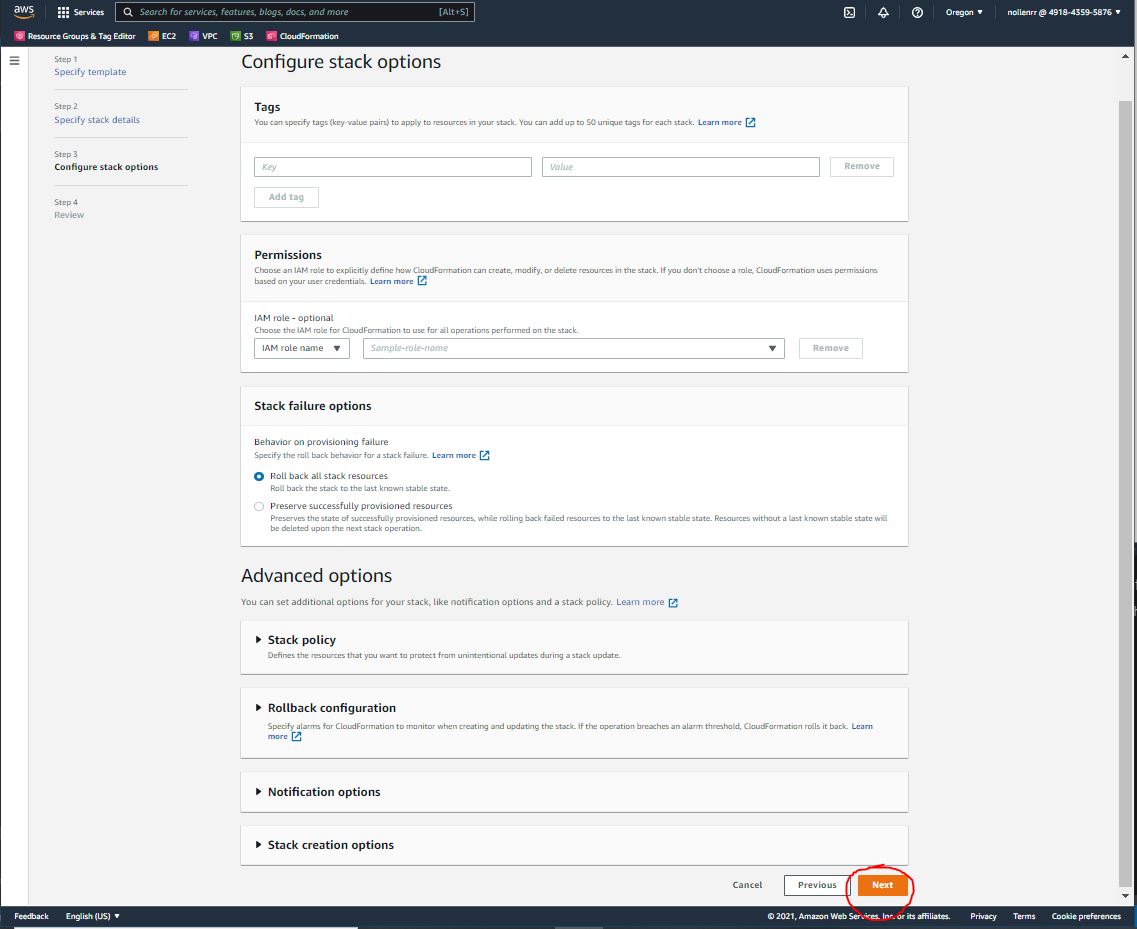 aws
Services
Search for services, features, blogs, docs, and more [Alt+S]
Oregon ▼
nollenrr @ 4918-4359-5876 ▼
Resource Groups & Tag Editor
EC2
VPC
S3
CloudFormation
Step 1
Specify template
Step 2
Specify stack details
Step 3
Configure stack options
Step 4
Review
Configure stack options
Tags
You can specify tags (key-value pairs) to apply to resources in your stack. You can add up to 50 unique tags for each stack. Learn more
Key
Value
Remove
Add tag
Permissions
Choose an IAM role to explicitly define how CloudFormation can create, modify, or delete resources in the stack. If you don't choose a role, CloudFormation uses permissions
based on your user credentials. Learn more
IAM role - optional
Choose the IAM role for CloudFormation to use for all operations performed on the stack.
IAM role name ▼
Sample-role-name ▼
Remove
Stack failure options
Behavior on provisioning failure
Specify the roll back behavior for a stack failure. Learn more
Roll back all stack resources
Roll back the stack to the last known stable state.
Preserve successfully provisioned resources
Preserves the state of successfully provisioned resources, while rolling back failed resources to the last known stable state. Resources without a last known stable state will
be deleted upon the next stack operation.
Advanced options
You can set additional options for your stack, like notification options and a stack policy. Learn more
Stack policy
Defines the resources that you want to protect from unintentional updates during a stack update.
Rollback configuration
Specify alarms for CloudFormation to monitor when creating and updating the stack. If the operation breaches an alarm threshold, CloudFormation rolls it back. Learn
more
Notification options
Stack creation options
Cancel
Previous
Next
Feedback
English (US) ▼
© 2021, Amazon Web Services, Inc. or its affiliates.
Privacy
Terms
Cookie preferences